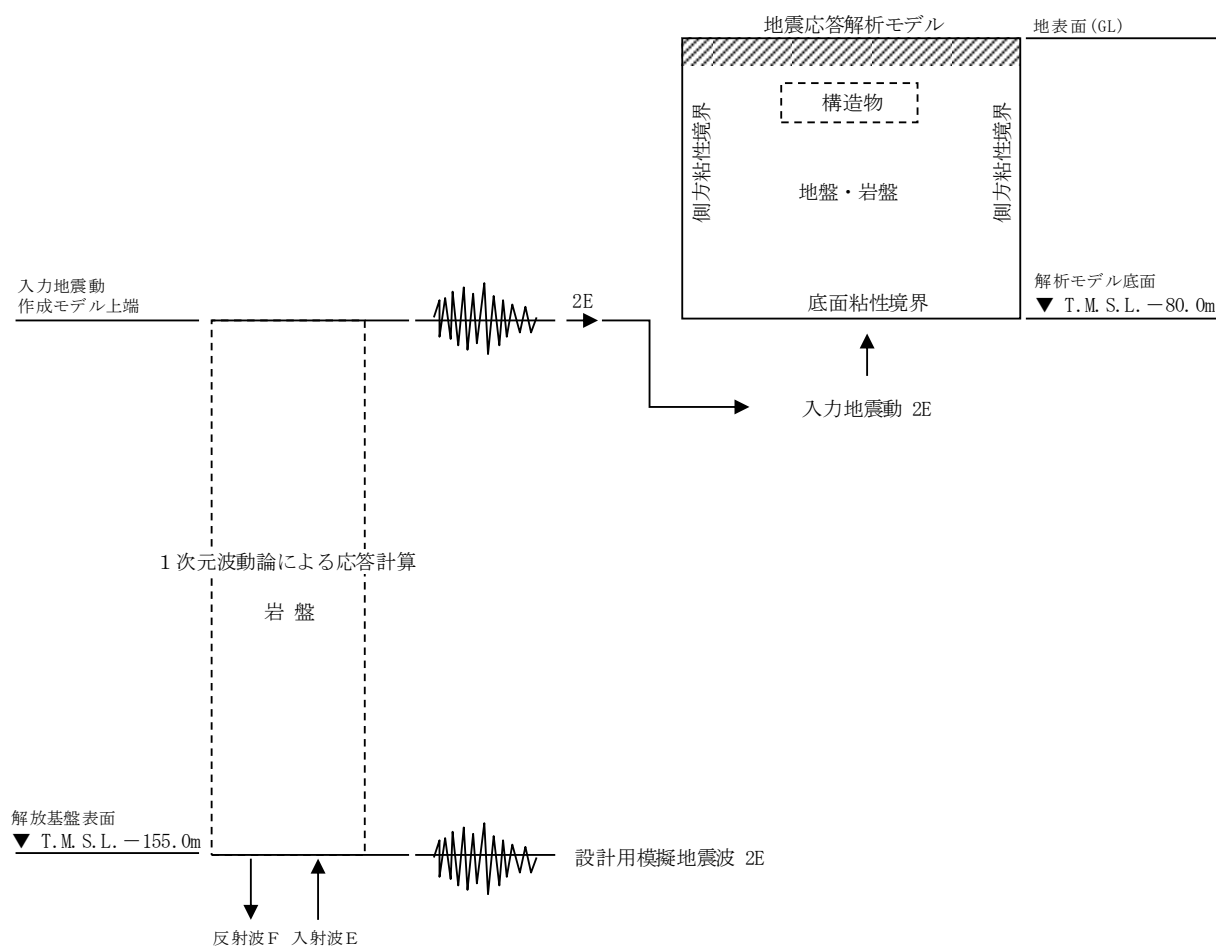 地震応答解析モデル
地表面(GL)
構造物
側方粘性境界
側方粘性境界
地盤・岩盤
入力地震動
作成モデル上端
2E
底面粘性境界
解析モデル底面
▼ T.M.S.L.－80.0m
入力地震動 2E
1次元波動論による応答計算
岩 盤
解放基盤表面
▼ T.M.S.L.－155.0m
設計用模擬地震波 2E
反射波F 入射波E